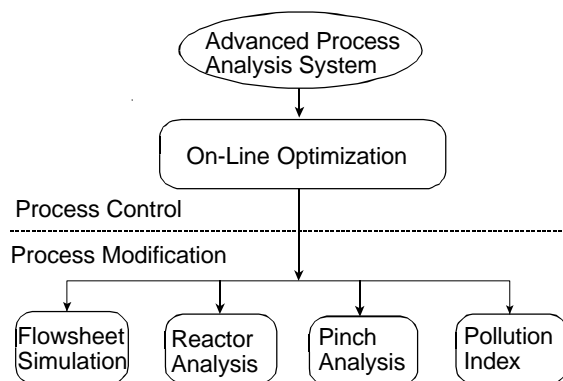 Advanced Process
Analysis System
On-Line Optimization
Process Control
Process Modification
Flowsheet
Simulation
Reactor
Analysis
Pinch
Analysis
Pollution
Index